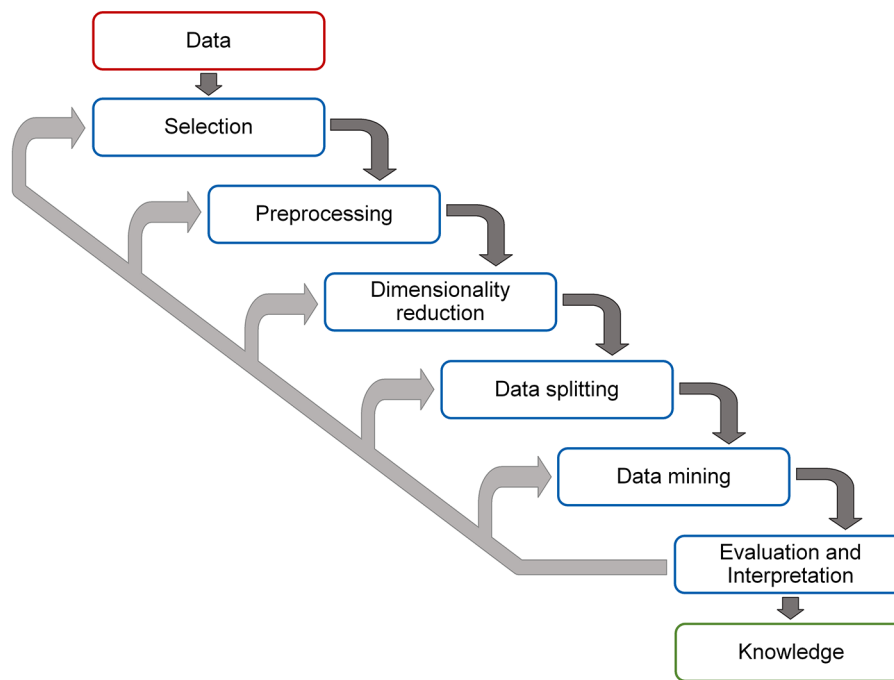 Data
Selection
Preprocessing
Dimensionality
reduction
Data splitting
Data mining
Evaluation and
Interpretation
Knowledge